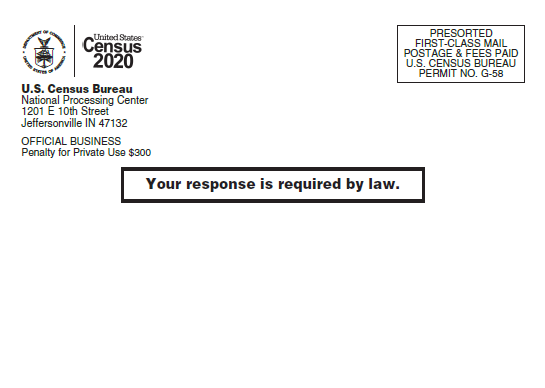 DEPARTMENT OF COMMERCE
UNITED STATES OF AMERICA
United States®
Census
2020
PRESORTED
FIRST-CLASS MAIL
POSTAGE & FEES PAID
U.S. CENSUS BUREAU
PERMIT NO. G-58
U.S. Census Bureau
National Processing Center
1201 E 10th Street
Jeffersonville IN 47132
OFFICIAL BUSINESS
Penalty for Private Use $300
Your response is required by law.